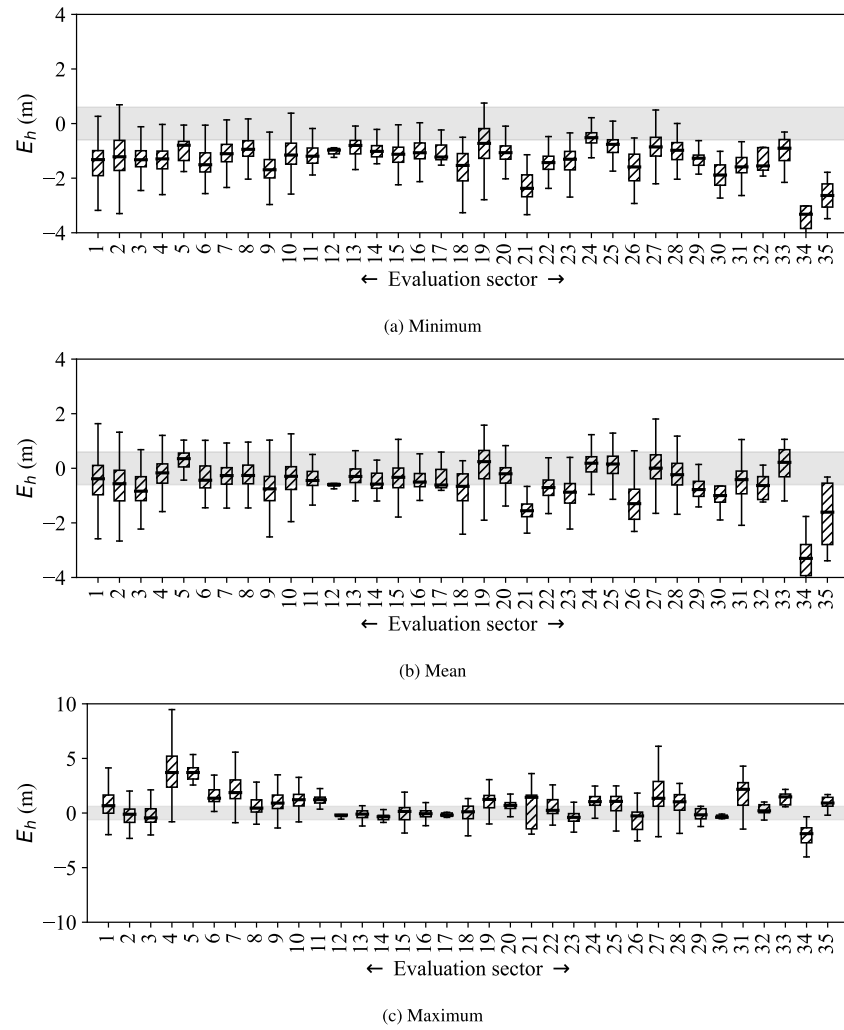 4
2
0
−2
−4
E_h (m)
1 2 3 4 5 6 7 8 9 10 11 12 13 14 15 16 17 18 19 20 21 22 23 24 25 26 27 28 29 30 31 32 33 34 35
← Evaluation sector →
(a) Minimum
4
2
0
−2
−4
E_h (m)
1 2 3 4 5 6 7 8 9 10 11 12 13 14 15 16 17 18 19 20 21 22 23 24 25 26 27 28 29 30 31 32 33 34 35
← Evaluation sector →
(b) Mean
10
5
0
−5
−10
E_h (m)
1 2 3 4 5 6 7 8 9 10 11 12 13 14 15 16 17 18 19 20 21 22 23 24 25 26 27 28 29 30 31 32 33 34 35
← Evaluation sector →
(c) Maximum